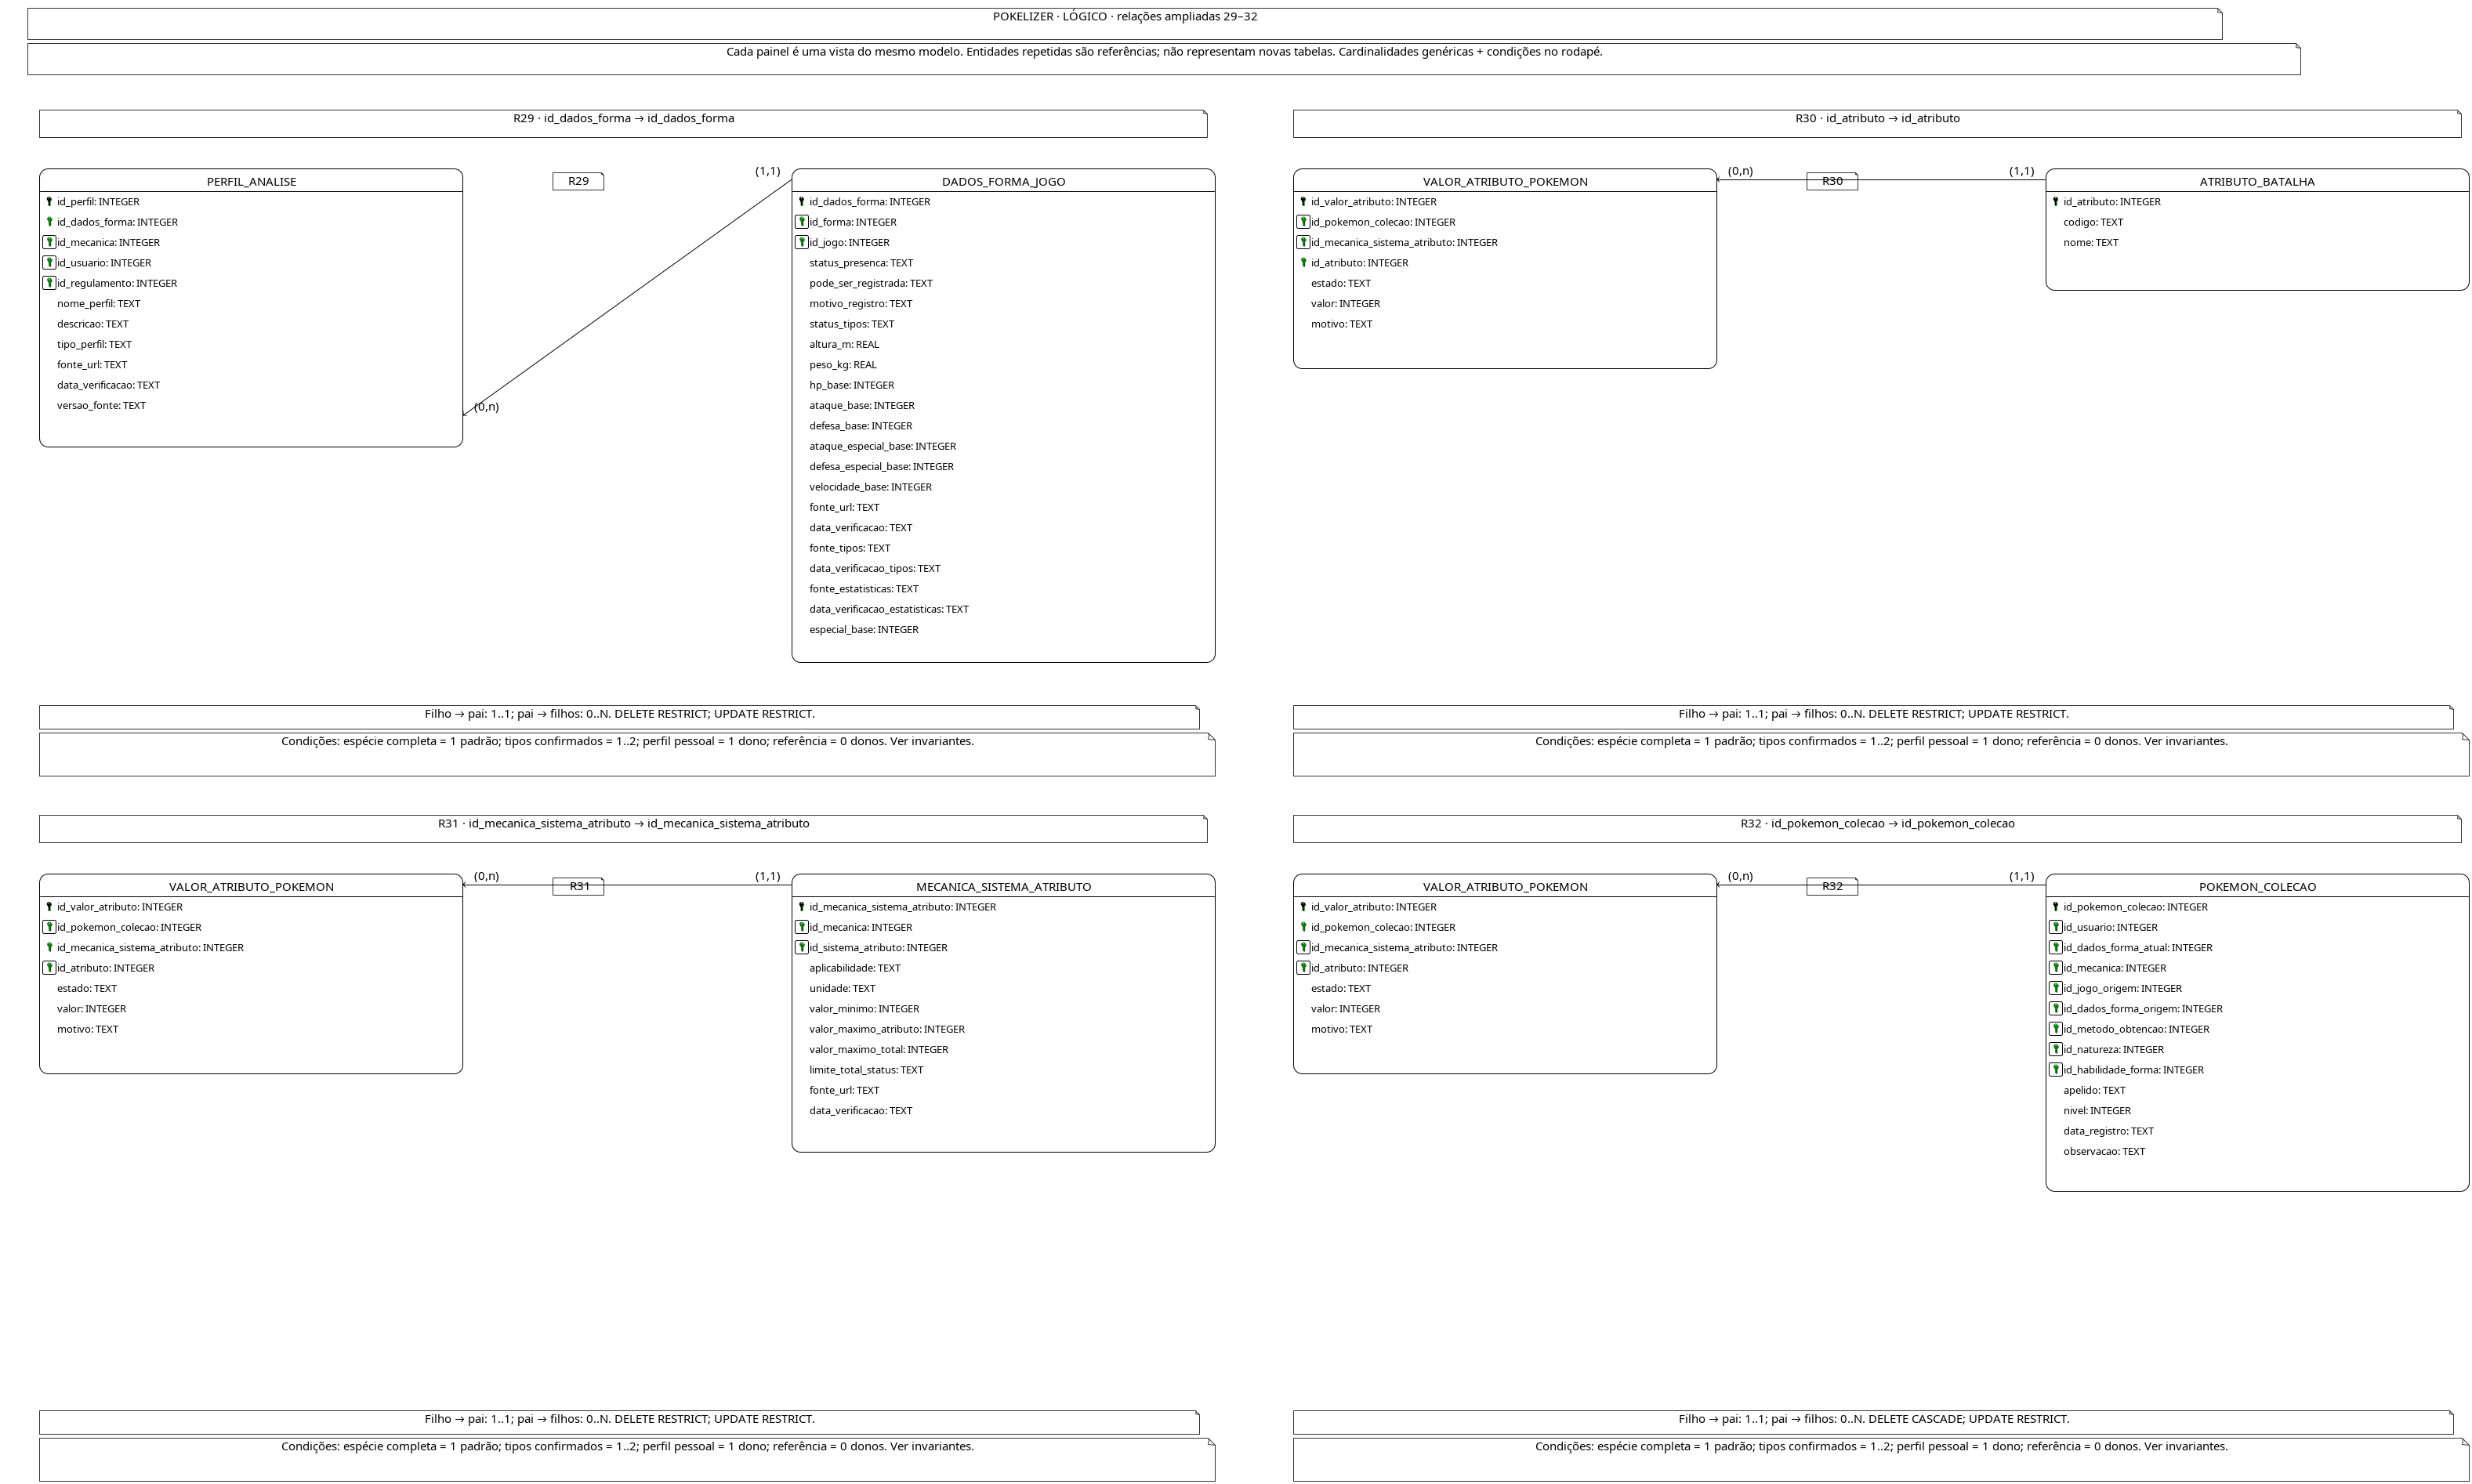 POKELIZER · LÓGICO · relações ampliadas 29–32
Cada painel é uma vista do mesmo modelo. Entidades repetidas são referências; não representam novas tabelas. Cardinalidades genéricas + condições no rodapé.
R29 · id_dados_forma → id_dados_forma
PERFIL_ANALISE
id_perfil: INTEGER
id_dados_forma: INTEGER
id_mecanica: INTEGER
id_usuario: INTEGER
id_regulamento: INTEGER
nome_perfil: TEXT
descricao: TEXT
tipo_perfil: TEXT
fonte_url: TEXT
data_verificacao: TEXT
versao_fonte: TEXT
(0,n)
R29
(1,1)
DADOS_FORMA_JOGO
id_dados_forma: INTEGER
id_forma: INTEGER
id_jogo: INTEGER
status_presenca: TEXT
pode_ser_registrada: TEXT
motivo_registro: TEXT
status_tipos: TEXT
altura_m: REAL
peso_kg: REAL
hp_base: INTEGER
ataque_base: INTEGER
defesa_base: INTEGER
ataque_especial_base: INTEGER
defesa_especial_base: INTEGER
velocidade_base: INTEGER
fonte_url: TEXT
data_verificacao: TEXT
fonte_tipos: TEXT
data_verificacao_tipos: TEXT
fonte_estatisticas: TEXT
data_verificacao_estatisticas: TEXT
especial_base: INTEGER
Filho → pai: 1..1; pai → filhos: 0..N. DELETE RESTRICT; UPDATE RESTRICT.
Condições: espécie completa = 1 padrão; tipos confirmados = 1..2; perfil pessoal = 1 dono; referência = 0 donos. Ver invariantes.
R30 · id_atributo → id_atributo
VALOR_ATRIBUTO_POKEMON
id_valor_atributo: INTEGER
id_pokemon_colecao: INTEGER
id_mecanica_sistema_atributo: INTEGER
id_atributo: INTEGER
estado: TEXT
valor: INTEGER
motivo: TEXT
(0,n)
R30
(1,1)
ATRIBUTO_BATALHA
id_atributo: INTEGER
codigo: TEXT
nome: TEXT
Filho → pai: 1..1; pai → filhos: 0..N. DELETE RESTRICT; UPDATE RESTRICT.
Condições: espécie completa = 1 padrão; tipos confirmados = 1..2; perfil pessoal = 1 dono; referência = 0 donos. Ver invariantes.
R31 · id_mecanica_sistema_atributo → id_mecanica_sistema_atributo
VALOR_ATRIBUTO_POKEMON
id_valor_atributo: INTEGER
id_pokemon_colecao: INTEGER
id_mecanica_sistema_atributo: INTEGER
id_atributo: INTEGER
estado: TEXT
valor: INTEGER
motivo: TEXT
(0,n)
R31
(1,1)
MECANICA_SISTEMA_ATRIBUTO
id_mecanica_sistema_atributo: INTEGER
id_mecanica: INTEGER
id_sistema_atributo: INTEGER
aplicabilidade: TEXT
unidade: TEXT
valor_minimo: INTEGER
valor_maximo_atributo: INTEGER
valor_maximo_total: INTEGER
limite_total_status: TEXT
fonte_url: TEXT
data_verificacao: TEXT
Filho → pai: 1..1; pai → filhos: 0..N. DELETE RESTRICT; UPDATE RESTRICT.
Condições: espécie completa = 1 padrão; tipos confirmados = 1..2; perfil pessoal = 1 dono; referência = 0 donos. Ver invariantes.
R32 · id_pokemon_colecao → id_pokemon_colecao
VALOR_ATRIBUTO_POKEMON
id_valor_atributo: INTEGER
id_pokemon_colecao: INTEGER
id_mecanica_sistema_atributo: INTEGER
id_atributo: INTEGER
estado: TEXT
valor: INTEGER
motivo: TEXT
(0,n)
R32
(1,1)
POKEMON_COLECAO
id_pokemon_colecao: INTEGER
id_usuario: INTEGER
id_dados_forma_atual: INTEGER
id_mecanica: INTEGER
id_jogo_origem: INTEGER
id_dados_forma_origem: INTEGER
id_metodo_obtencao: INTEGER
id_natureza: INTEGER
id_habilidade_forma: INTEGER
apelido: TEXT
nivel: INTEGER
data_registro: TEXT
observacao: TEXT
Filho → pai: 1..1; pai → filhos: 0..N. DELETE CASCADE; UPDATE RESTRICT.
Condições: espécie completa = 1 padrão; tipos confirmados = 1..2; perfil pessoal = 1 dono; referência = 0 donos. Ver invariantes.